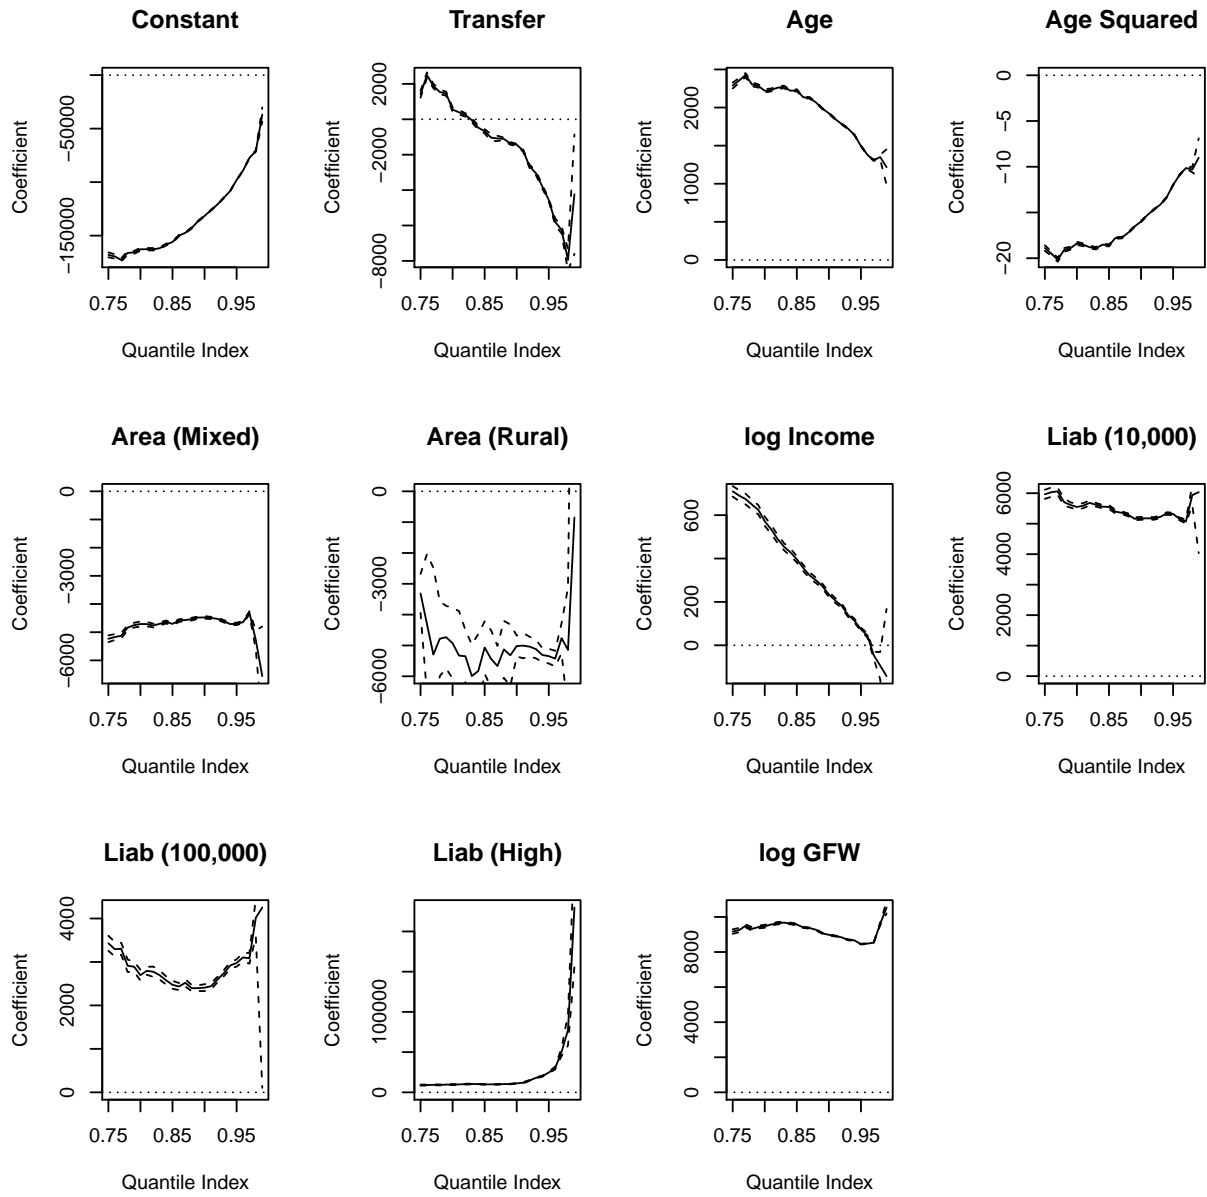 Constant
Transfer
Age
Age Squared
Coefficient
−150000
−50000
Coefficient
−8000
−2000
2000
Coefficient
0
1000
2000
Coefficient
−20
−10
−5
0
0.75 0.85 0.95
0.75 0.85 0.95
0.75 0.85 0.95
0.75 0.85 0.95
Quantile Index
Quantile Index
Quantile Index
Quantile Index
Area (Mixed)
Area (Rural)
log Income
Liab (10,000)
Coefficient
−6000
−3000
0
Coefficient
−6000
−3000
0
Coefficient
0
200
600
Coefficient
0
2000
4000
6000
0.75 0.85 0.95
0.75 0.85 0.95
0.75 0.85 0.95
0.75 0.85 0.95
Quantile Index
Quantile Index
Quantile Index
Quantile Index
Liab (100,000)
Liab (High)
log GFW
Coefficient
0
2000
4000
Coefficient
0
100000
Coefficient
0
4000
8000
0.75 0.85 0.95
0.75 0.85 0.95
0.75 0.85 0.95
Quantile Index
Quantile Index
Quantile Index